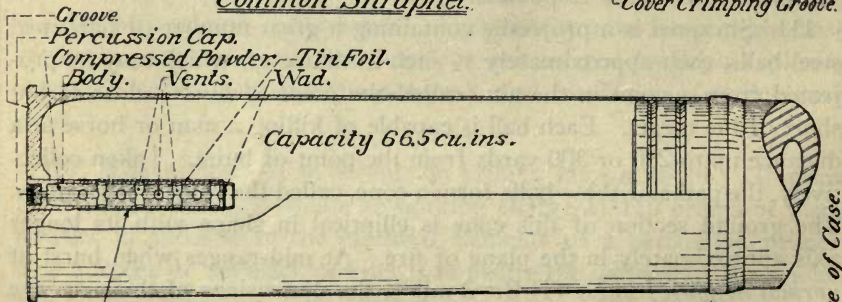 Common Shrapnel.
Cover Crimping Groove.
Groove.
Percussion Cap.
Compressed Powder.
Tin Foil.
Body.
Vents.
Wad.
Capacity 66.5 cu. ins.
e of Case.